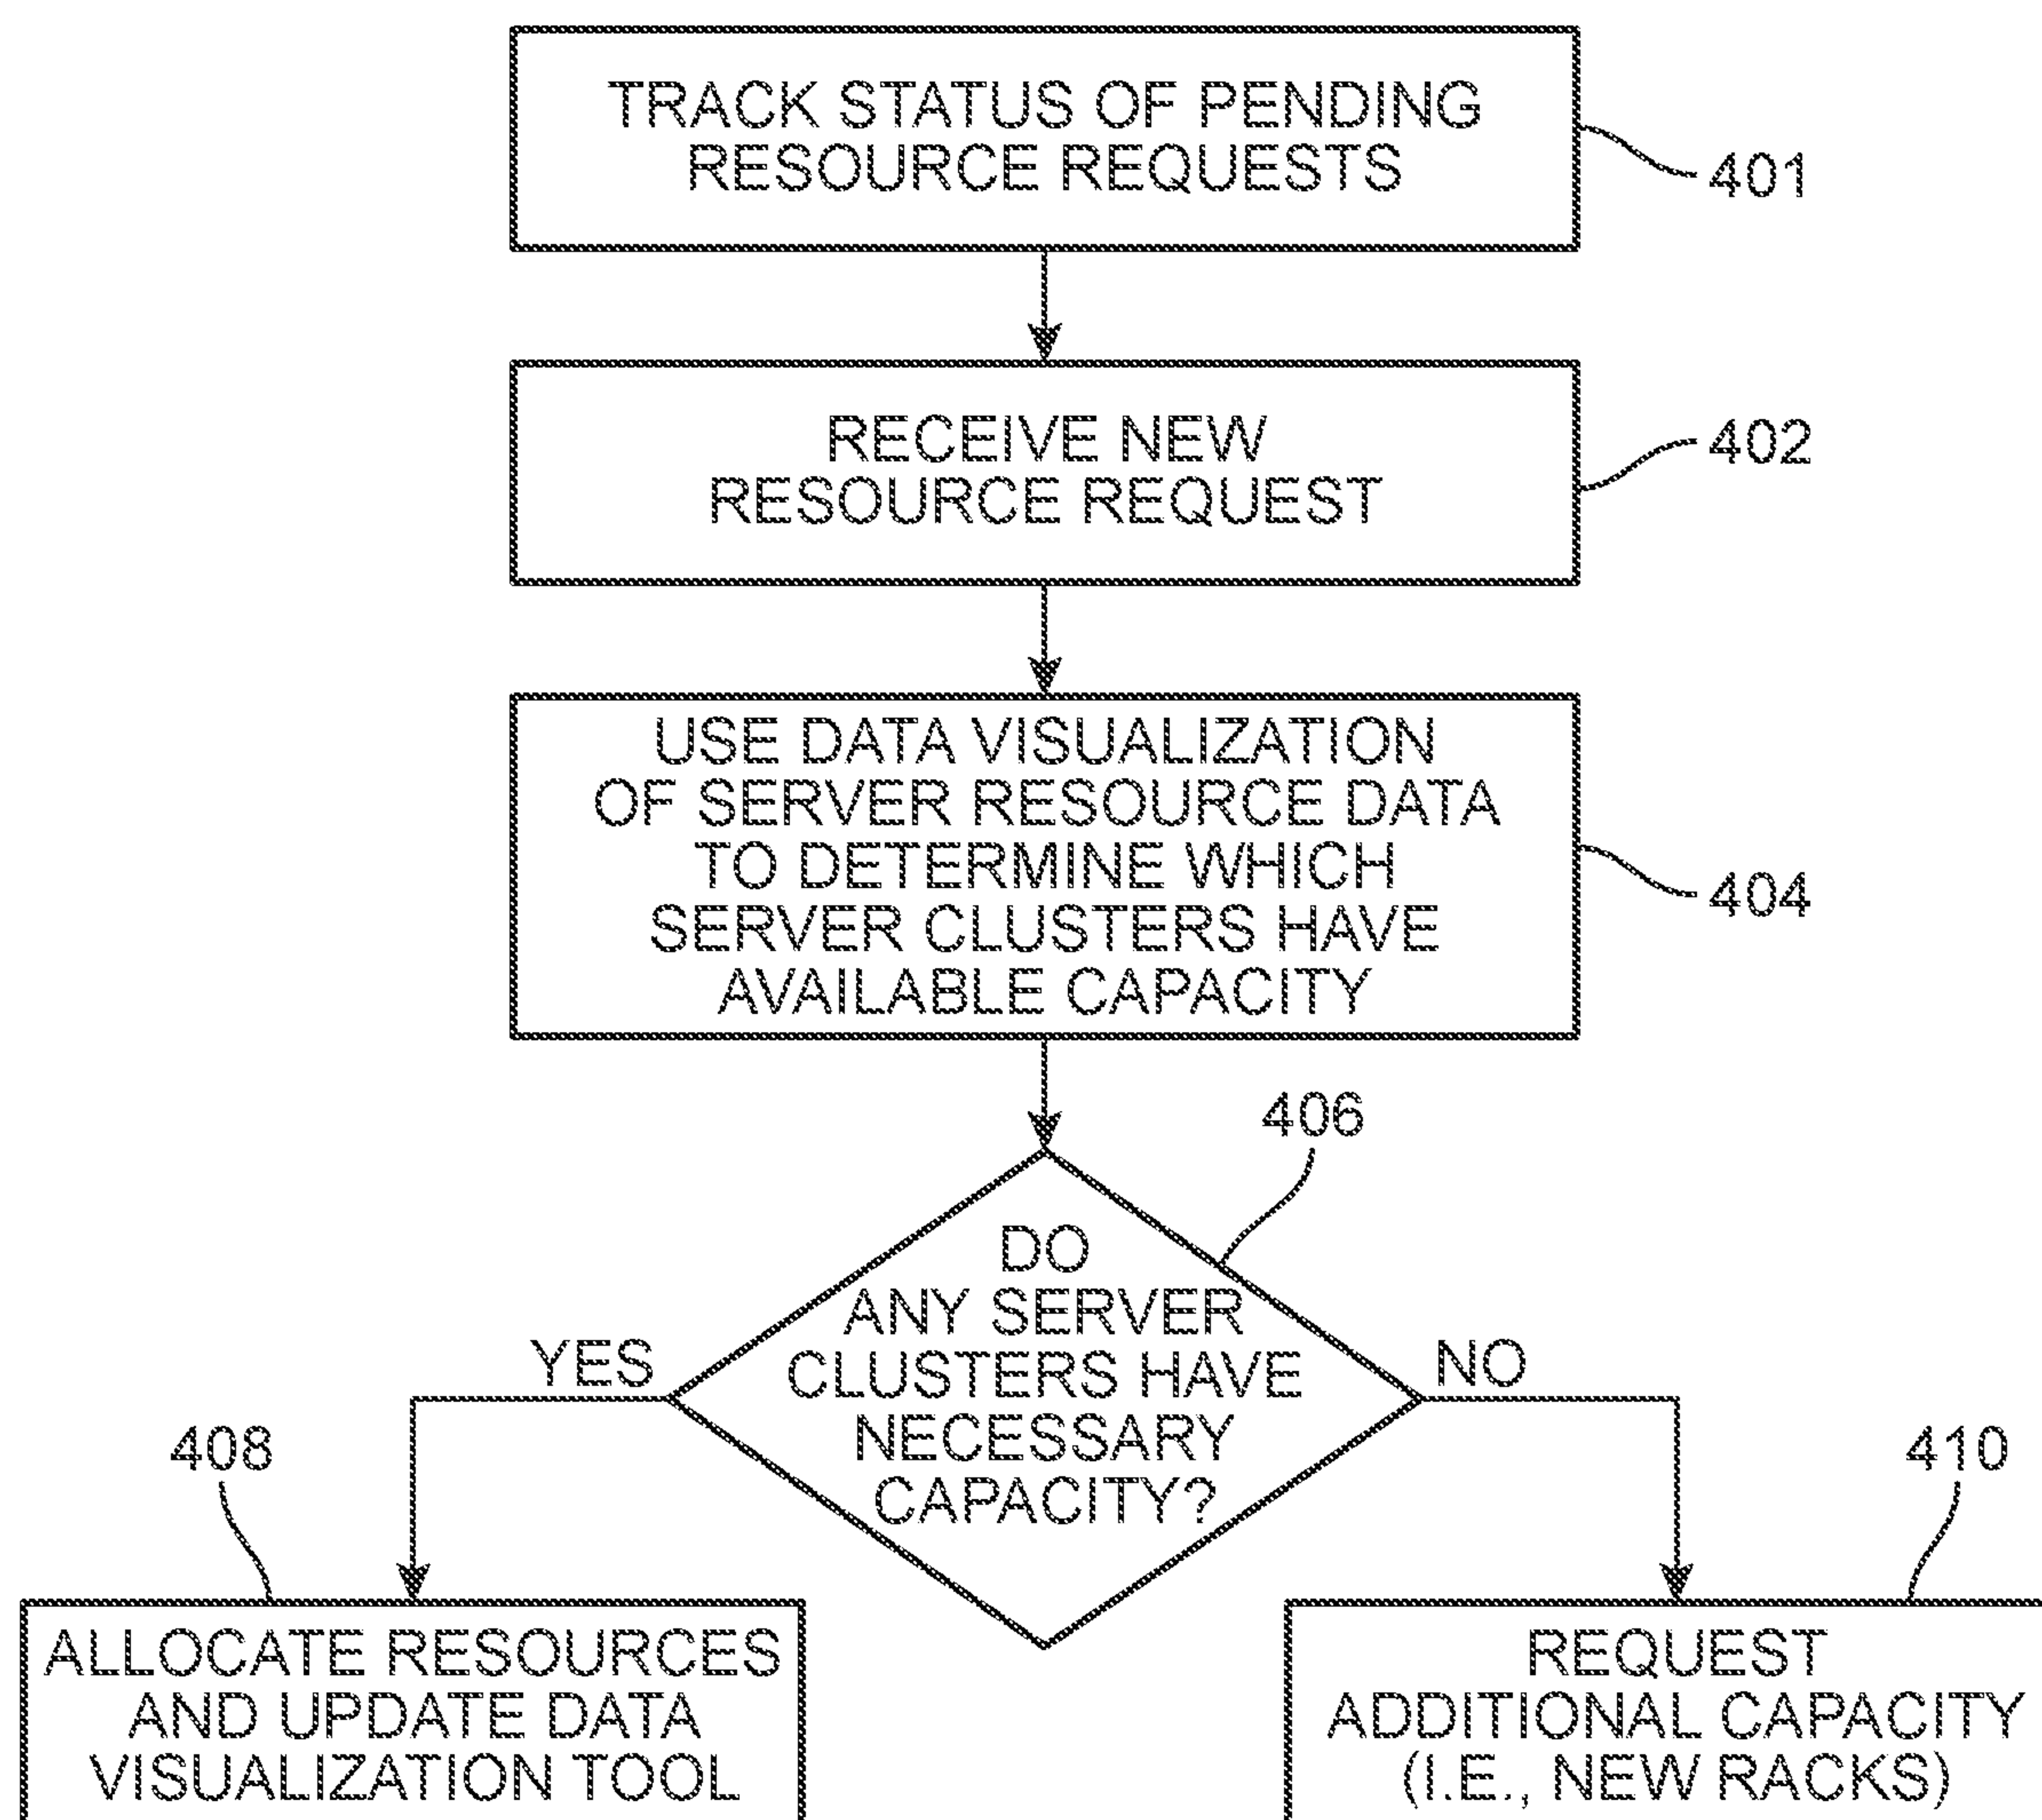 TRACK STATUS OF PENDING
RESOURCE REQUESTS
401
RECEIVE NEW
RESOURCE REQUEST
402
USE DATA VISUALIZATION
OF SERVER RESOURCE DATA
TO DETERMINE WHICH
SERVER CLUSTERS HAVE
AVAILABLE CAPACITY
404
406
DO
ANY SERVER
CLUSTERS HAVE
NECESSARY
CAPACITY?
YES
NO
408
410
ALLOCATE RESOURCES
AND UPDATE DATA
VISUALIZATION TOOL
REQUEST
ADDITIONAL CAPACITY
(I.E., NEW RACKS)